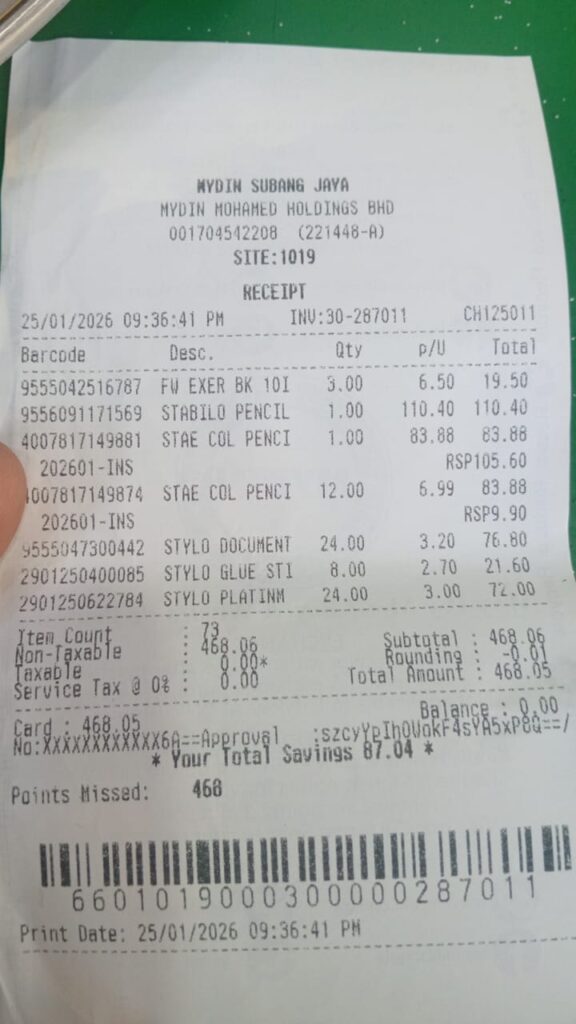 MYDIN SUBANG JAYA
MYDIN MOHAMED HOLDINGS BHD
001704542208 (221448-A)
SITE:1019
RECEIPT
25/01/2026 09:36:41 PM INV:30-287011 CH125011
Barcode Desc. Qty p/U Total
9555042516787 FW EXER BK 10I 3.00 6.50 19.50
9556091171569 STABILO PENCIL 1.00 110.40 110.40
4007817149881 STAE COL PENCI 1.00 83.88 83.88
202601-INS RSP105.60
4007817149874 STAE COL PENCI 12.00 6.99 83.88
202601-INS RSP9.90
9555047300442 STYLO DOCUMENT 24.00 3.20 76.80
2901250400085 STYLO GLUE STI 8.00 2.70 21.60
2901250622784 STYLO PLATINM 24.00 3.00 72.00
Item Count : 73
Non-Taxable : 468.06 Subtotal : 468.06
Taxable : 0.00* Rounding : -0.01
Service Tax @ 0% : 0.00 Total Amount : 468.05
Balance : 0.00
Card : 468.05
No:XXXXXXXXXXXX6A==Approval :szcyYpIhOWokF4sYA5xP8Q==/
* Your Total Savings 87.04 *
Points Missed: 468
66010190003000000287011
Print Date: 25/01/2026 09:36:41 PM